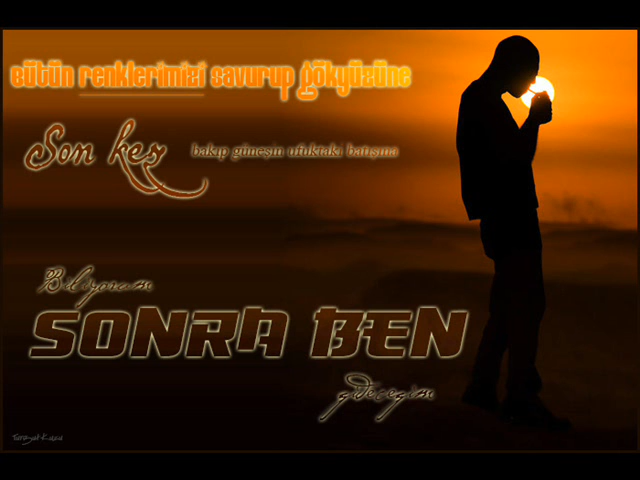 Bütün renklerimizi savurup gökyüzüne
Son kez bakıp güneşin ufuktaki batışına
Biliyorum
SONRA BEN
gideceğim